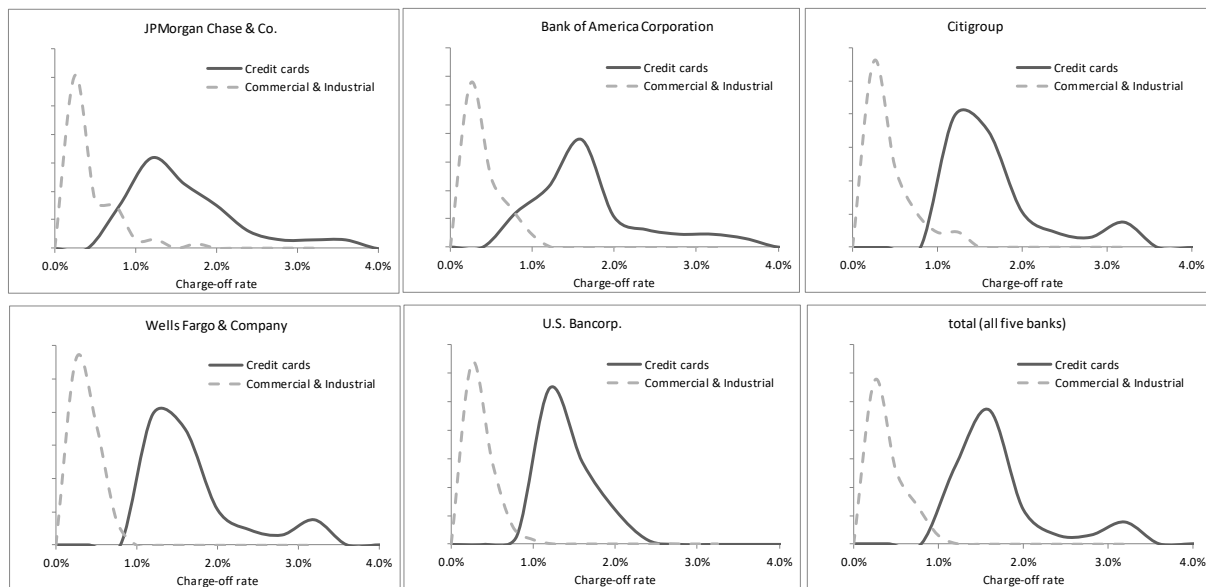 JPMorgan Chase & Co.
Credit cards
Commercial & Industrial
0.0% 1.0% 2.0% 3.0% 4.0%
Charge-off rate
Bank of America Corporation
Credit cards
Commercial & Industrial
0.0% 1.0% 2.0% 3.0% 4.0%
Charge-off rate
Citigroup
Credit cards
Commercial & Industrial
0.0% 1.0% 2.0% 3.0% 4.0%
Charge-off rate
Wells Fargo & Company
Credit cards
Commercial & Industrial
0.0% 1.0% 2.0% 3.0% 4.0%
Charge-off rate
U.S. Bancorp.
Credit cards
Commercial & Industrial
0.0% 1.0% 2.0% 3.0% 4.0%
Charge-off rate
total (all five banks)
Credit cards
Commercial & Industrial
0.0% 1.0% 2.0% 3.0% 4.0%
Charge-off rate